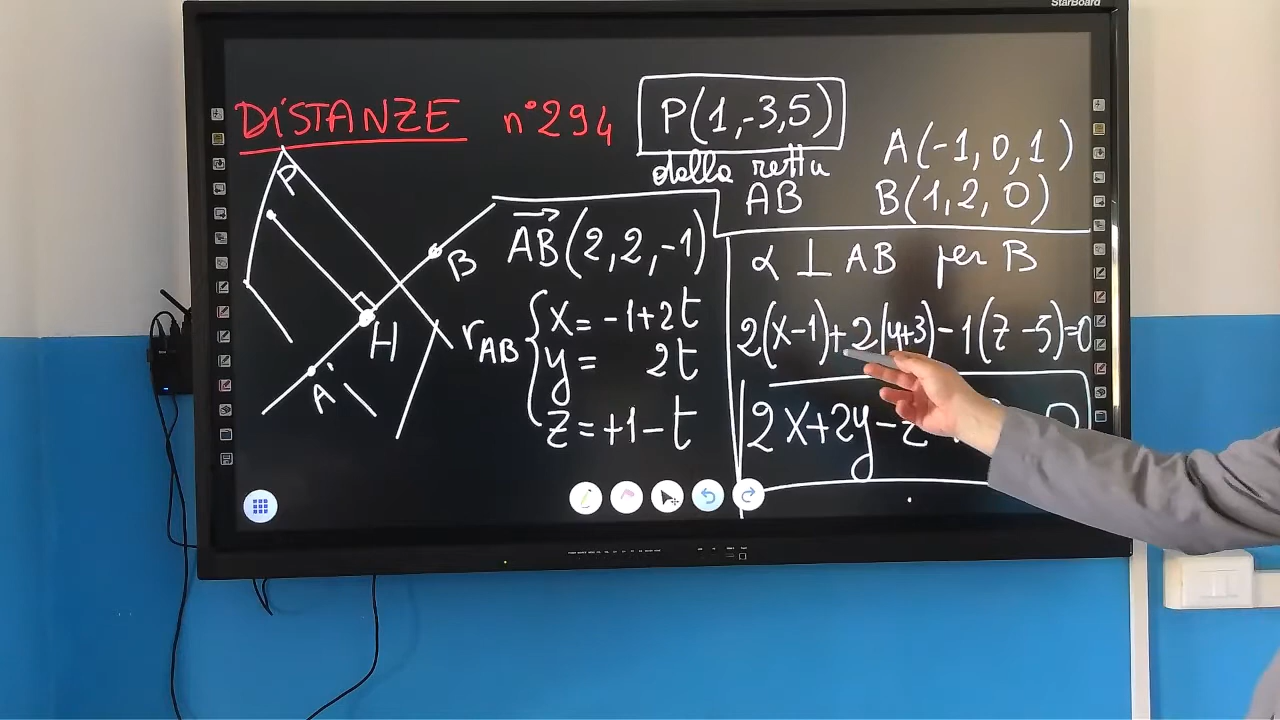 StarBoard
DiSTANZE n°294 P(1,-3,5)
dalla retta
AB
A(-1,0,1)
B(1,2,0)
P
B
H
A
r_AB
AB(2,2,-1)
x=-1+2t
y= 2t
z=+1-t
α ⊥ AB per B
2(x-1)+2(y+3)-1(z-5)=0
2x+2y-z